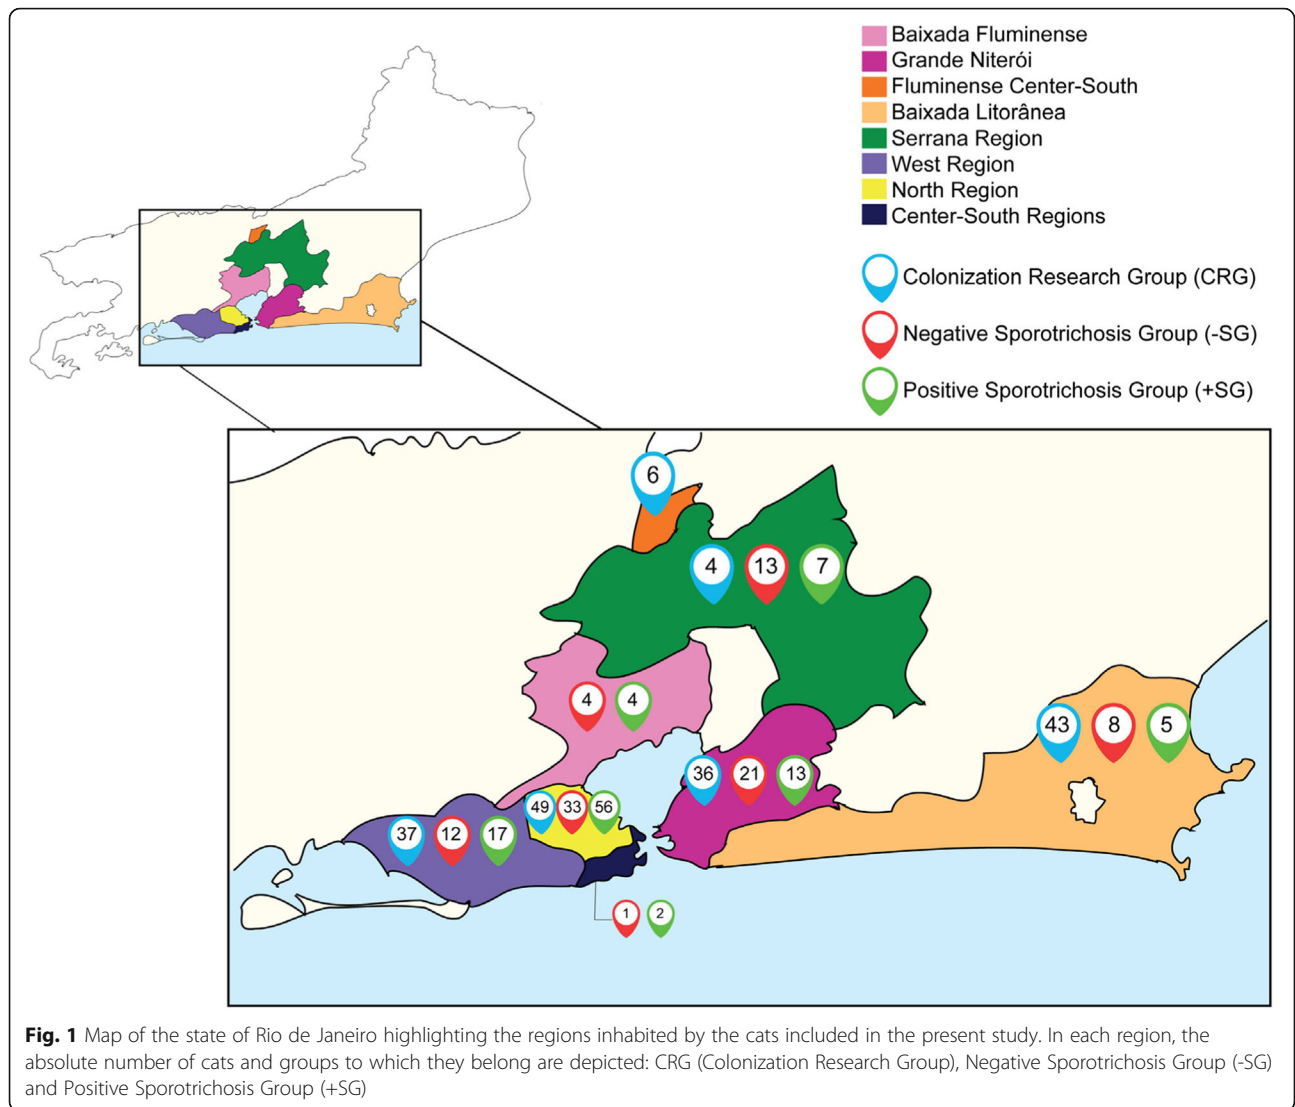 Baixada Fluminense
Grande Niterói
Fluminense Center-South
Baixada Litorânea
Serrana Region
West Region
North Region
Center-South Regions
Colonization Research Group (CRG)
Negative Sporotrichosis Group (-SG)
Positive Sporotrichosis Group (+SG)
6
4 13 7
4 4
43 8 5
36 21 13
49 33 56
37 12 17
1 2
Fig. 1 Map of the state of Rio de Janeiro highlighting the regions inhabited by the cats included in the present study. In each region, the
absolute number of cats and groups to which they belong are depicted: CRG (Colonization Research Group), Negative Sporotrichosis Group (-SG)
and Positive Sporotrichosis Group (+SG)